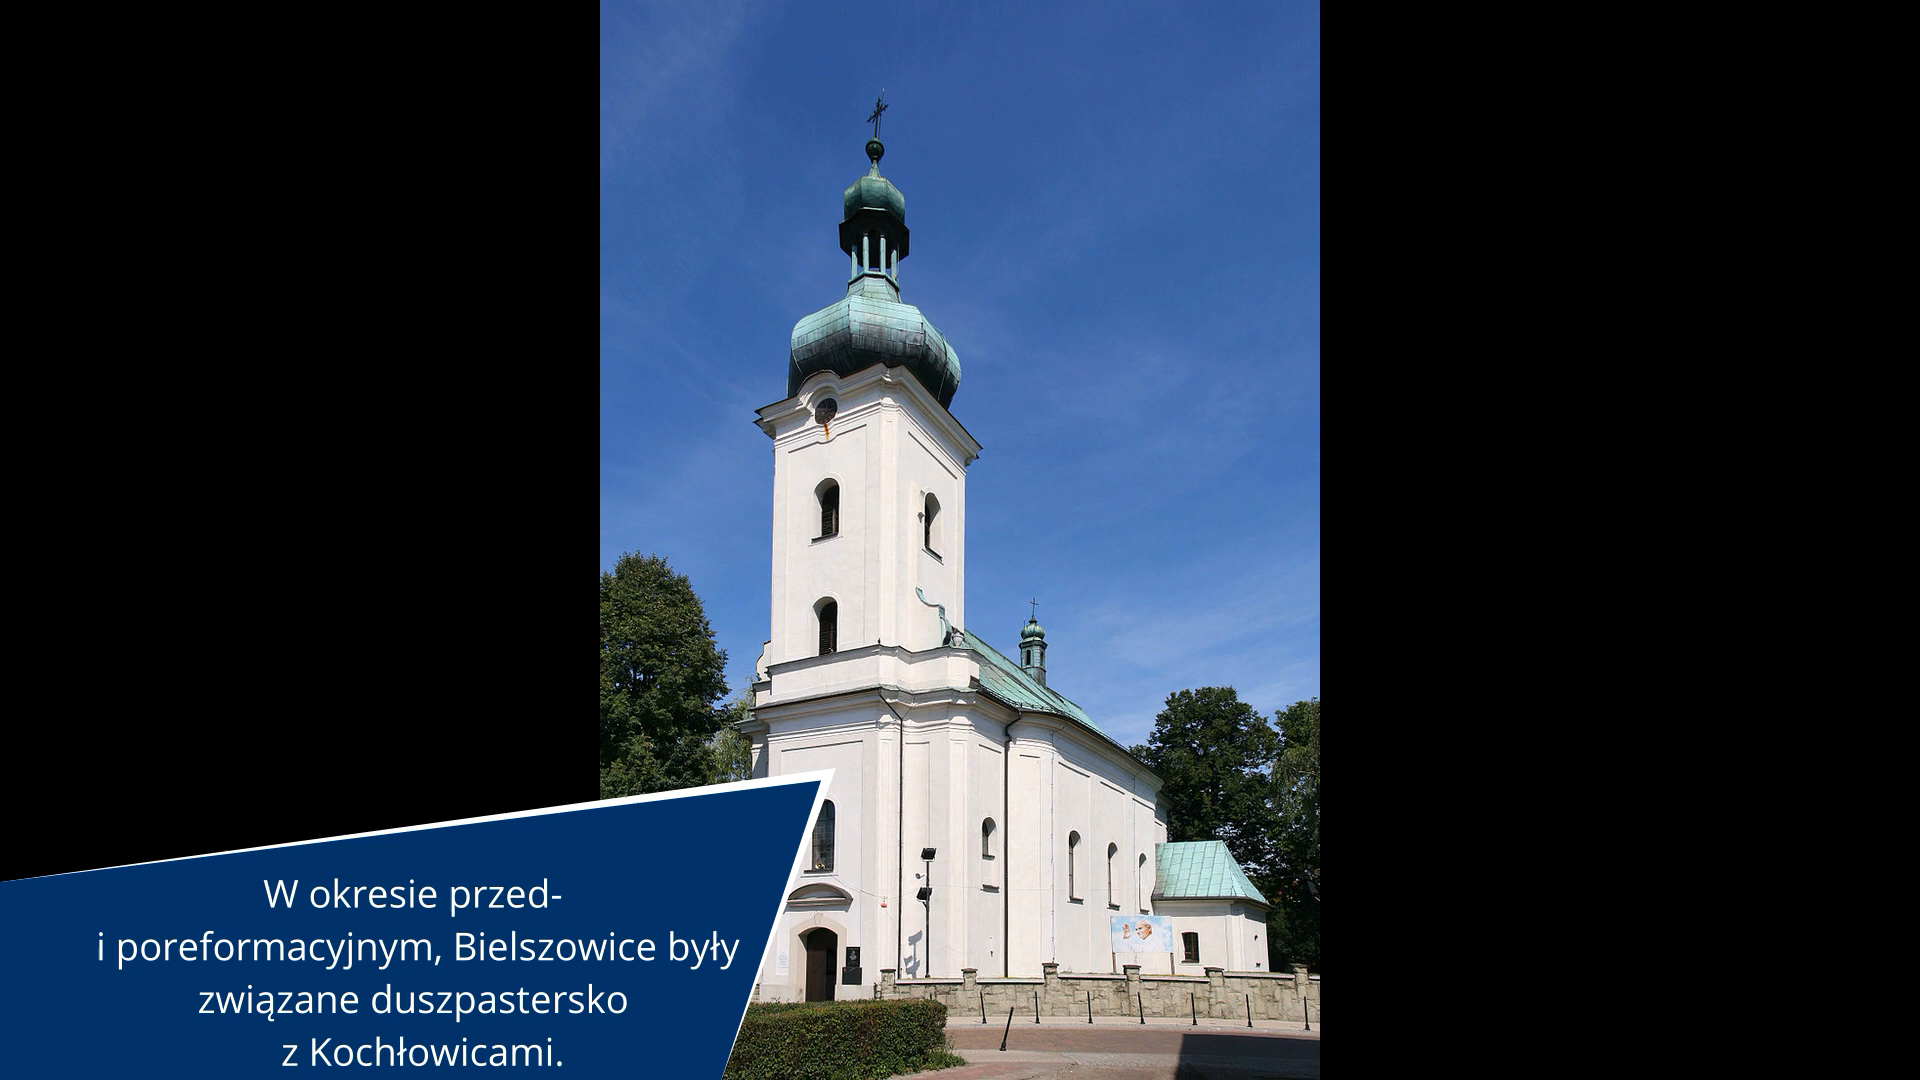 W okresie przed-
i poreformacyjnym, Bielszowice były
związane duszpastersko
z Kochłowicami.